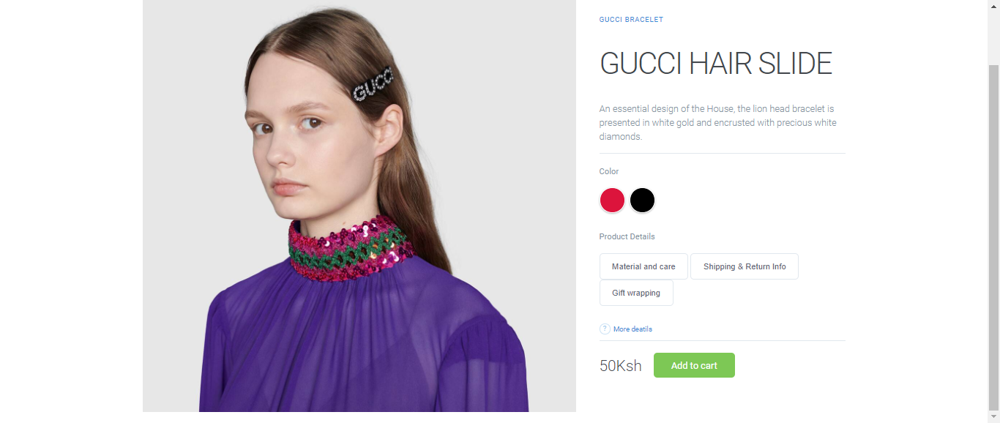 GUCCI BRACELET
GUCCI HAIR SLIDE
GUCCI
An essential design of the House, the lion head bracelet is
presented in white gold and encrusted with precious white
diamonds.
Color
Product Details
Material and care
Shipping & Return Info
Gift wrapping
?
More deatils
50Ksh
Add to cart